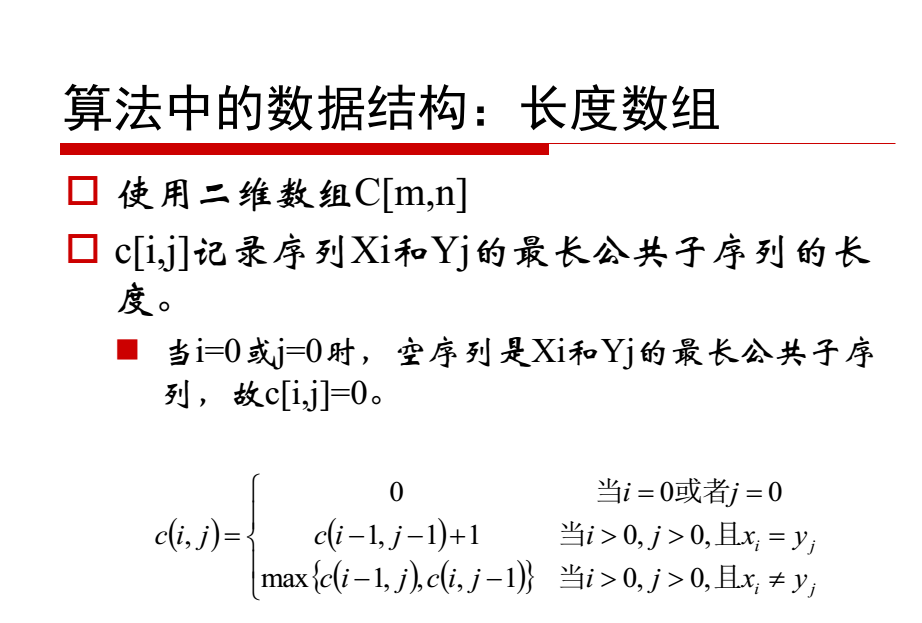 算法中的数据结构：长度数组
使用二维数组C[m,n]
c[i,j]记录序列Xi和Yj的最长公共子序列的长
度。
当i=0或j=0时，空序列是Xi和Yj的最长公共子序
列，故c[i,j]=0。
0 当i = 0或者j = 0
c(i, j) = { c(i − 1, j − 1) + 1 当i > 0, j > 0, 且x_i = y_j
max{c(i − 1, j), c(i, j − 1)} 当i > 0, j > 0, 且x_i ≠ y_j